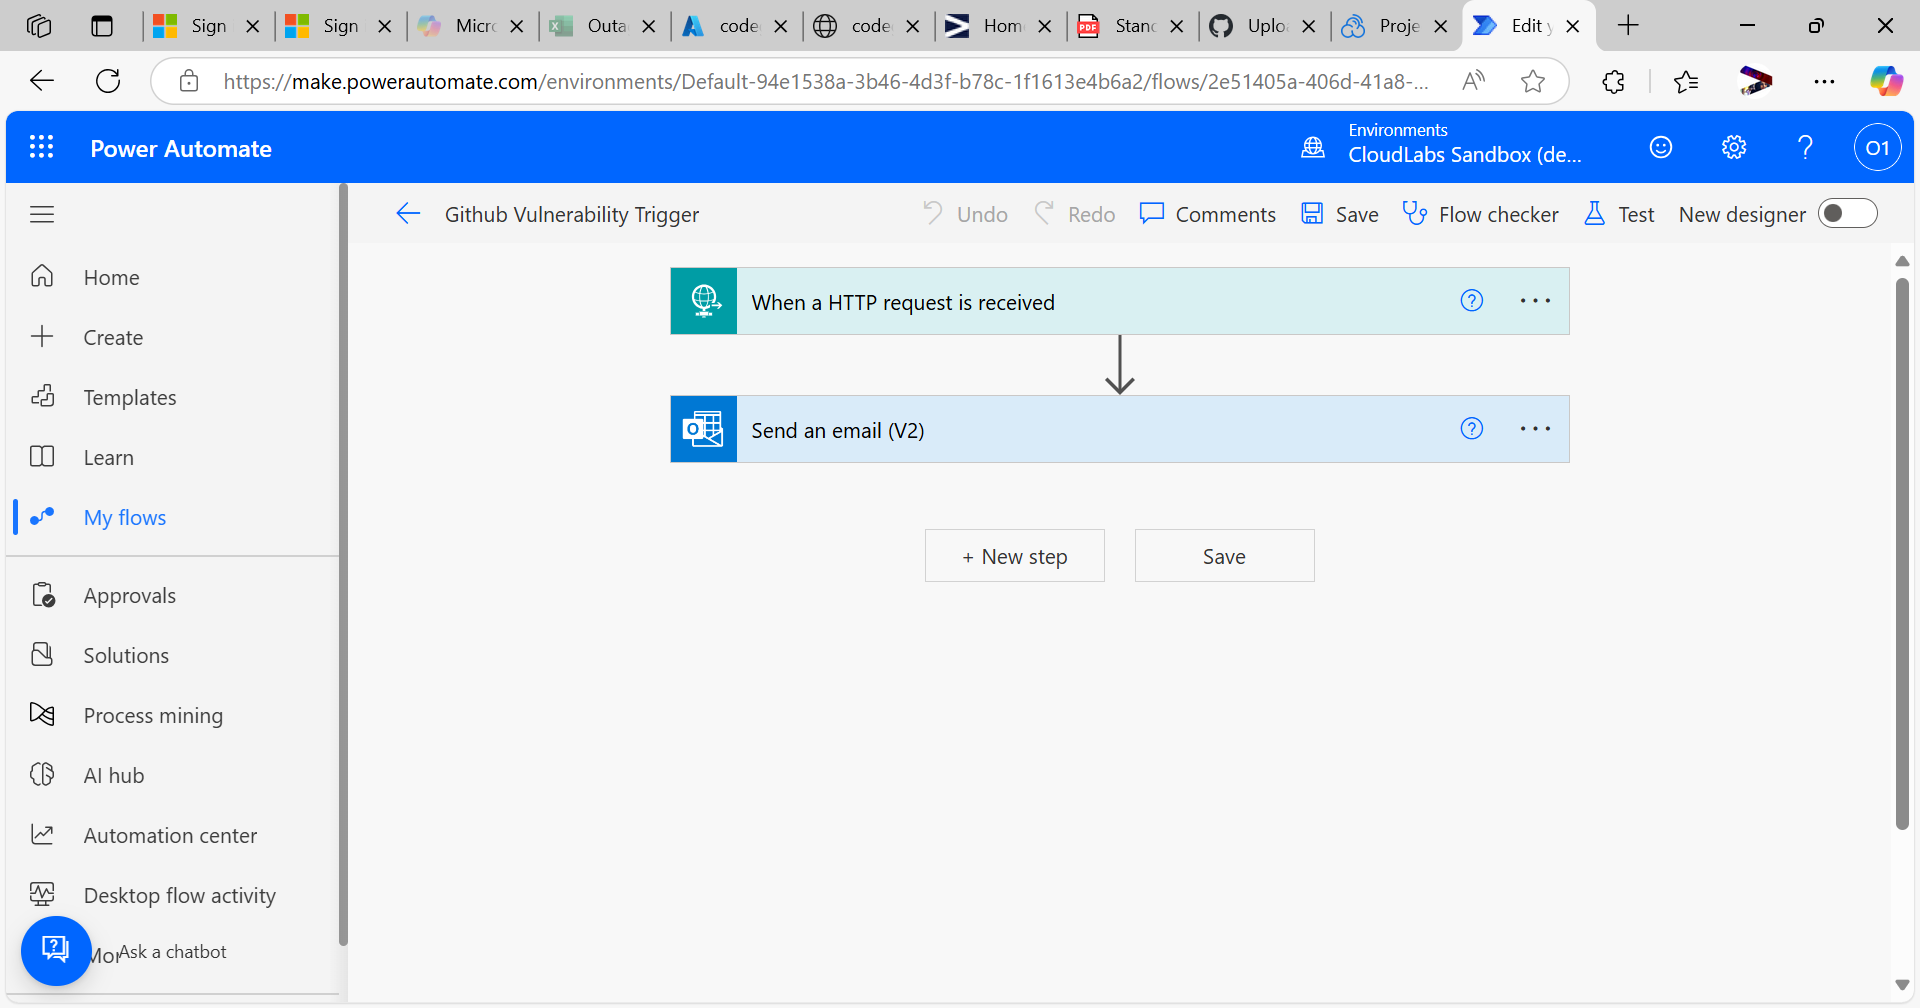 Sign
Sign
Micro
Outa
code
code
Hom
Stanc
Uplo
Proje
Edit y
https://make.powerautomate.com/environments/Default-94e1538a-3b46-4d3f-b78c-1f1613e4b6a2/flows/2e51405a-406d-41a8-...
Power Automate
Environments
CloudLabs Sandbox (de...
O1
Github Vulnerability Trigger
Undo
Redo
Comments
Save
Flow checker
Test
New designer
Home
Create
Templates
Learn
My flows
Approvals
Solutions
Process mining
AI hub
Automation center
Desktop flow activity
Mor
Ask a chatbot
When a HTTP request is received
Send an email (V2)
+ New step
Save